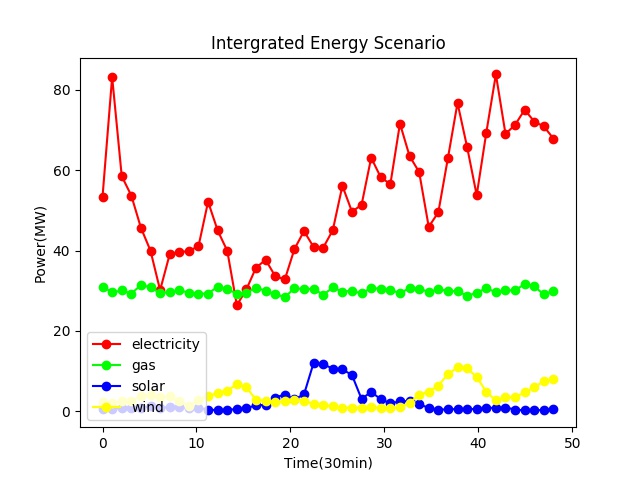 Intergrated Energy Scenario
Power(MW)
80
60
40
20
0
electricity
gas
solar
wind
0 10 20 30 40 50
Time(30min)